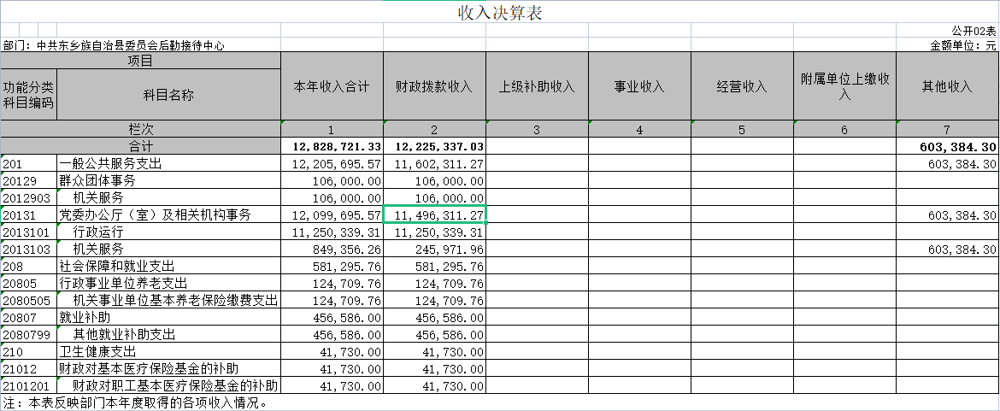 收入决算表
公开02表
部门：中共东乡族自治县委员会后勤接待中心 金额单位：元
项目 本年收入合计 财政拨款收入 上级补助收入 事业收入 经营收入 附属单位上缴收入 其他收入
功能分类科目编码 科目名称
栏次 1 2 3 4 5 6 7
合计 12,828,721.33 12,225,337.03 603,384.30
201 一般公共服务支出 12,205,695.57 11,602,311.27 603,384.30
20129 群众团体事务 106,000.00 106,000.00
2012903 机关服务 106,000.00 106,000.00
20131 党委办公厅（室）及相关机构事务 12,099,695.57 11,496,311.27 603,384.30
2013101 行政运行 11,250,339.31 11,250,339.31
2013103 机关服务 849,356.26 245,971.96 603,384.30
208 社会保障和就业支出 581,295.76 581,295.76
20805 行政事业单位养老支出 124,709.76 124,709.76
2080505 机关事业单位基本养老保险缴费支出 124,709.76 124,709.76
20807 就业补助 456,586.00 456,586.00
2080799 其他就业补助支出 456,586.00 456,586.00
210 卫生健康支出 41,730.00 41,730.00
21012 财政对基本医疗保险基金的补助 41,730.00 41,730.00
2101201 财政对职工基本医疗保险基金的补助 41,730.00 41,730.00
注：本表反映部门本年度取得的各项收入情况。